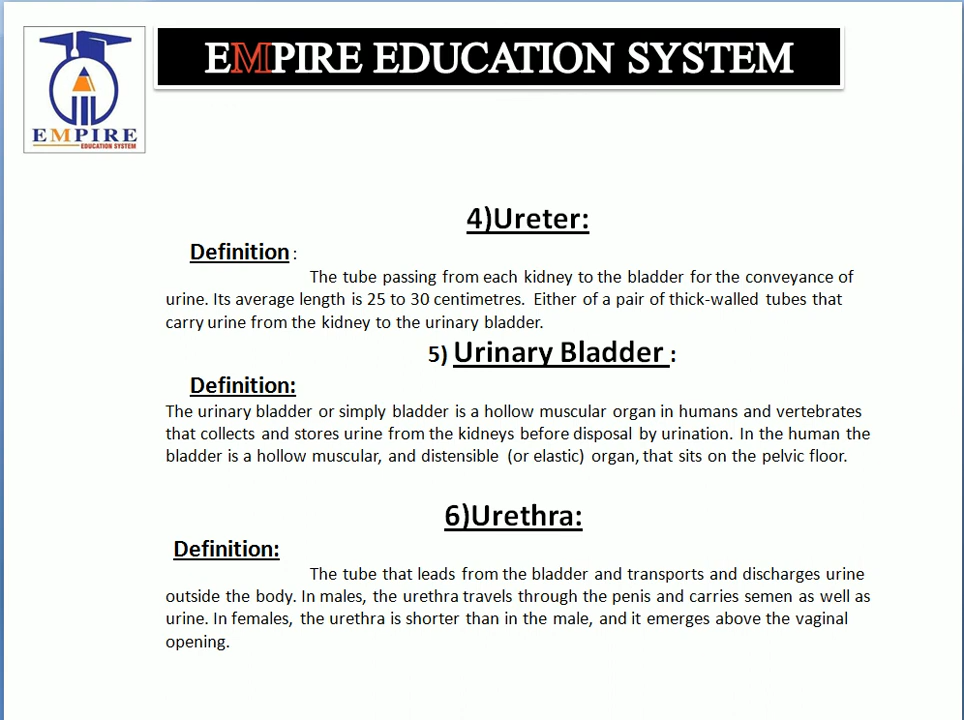 EMPIRE EDUCATION SYSTEM
EMPIRE
EDUCATION SYSTEM
4)Ureter:
Definition :
The tube passing from each kidney to the bladder for the conveyance of
urine. Its average length is 25 to 30 centimetres. Either of a pair of thick-walled tubes that
carry urine from the kidney to the urinary bladder.
5) Urinary Bladder :
Definition:
The urinary bladder or simply bladder is a hollow muscular organ in humans and vertebrates
that collects and stores urine from the kidneys before disposal by urination. In the human the
bladder is a hollow muscular, and distensible (or elastic) organ, that sits on the pelvic floor.
6)Urethra:
Definition:
The tube that leads from the bladder and transports and discharges urine
outside the body. In males, the urethra travels through the penis and carries semen as well as
urine. In females, the urethra is shorter than in the male, and it emerges above the vaginal
opening.